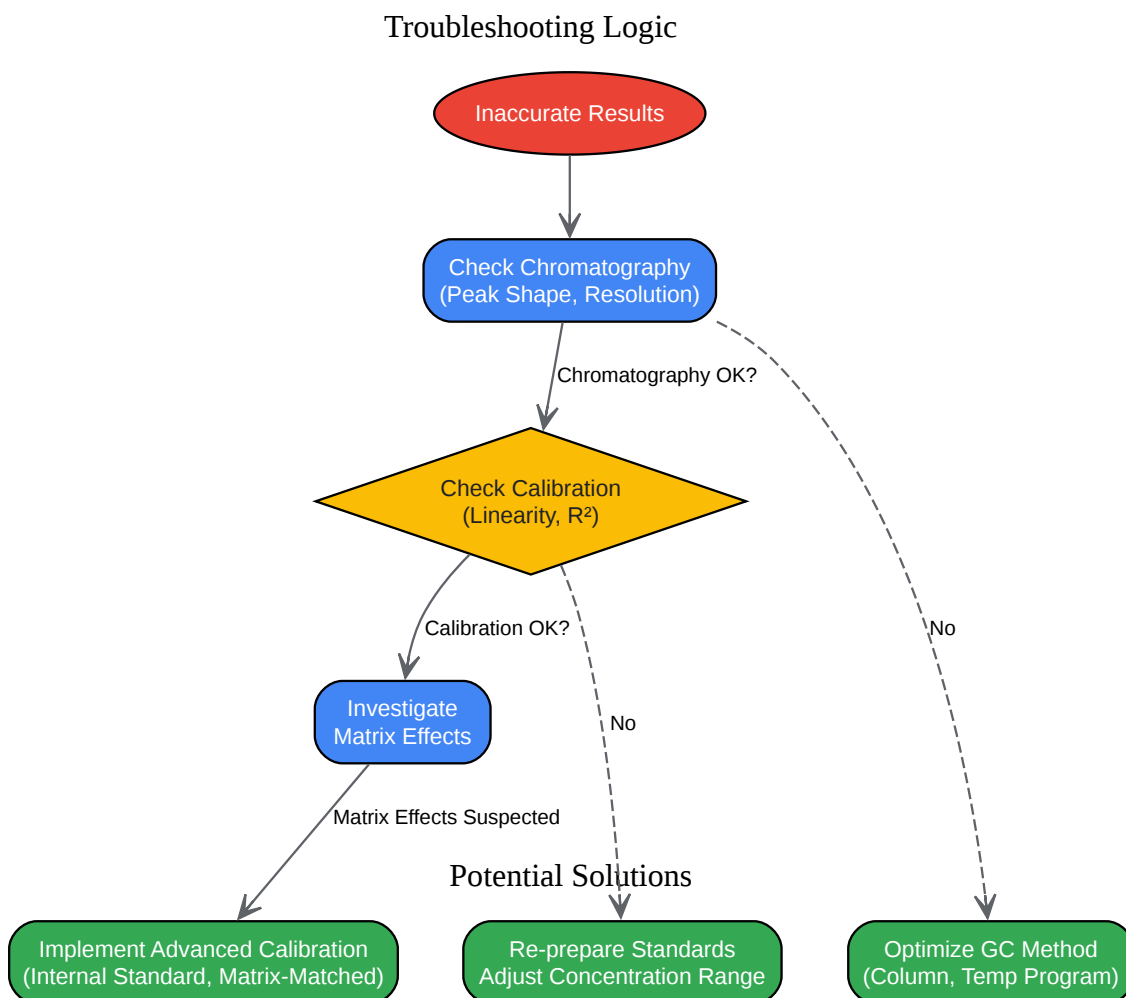 Troubleshooting Logic
Inaccurate Results
Check Chromatography
(Peak Shape, Resolution)
Chromatography OK?
Check Calibration
(Linearity, R²)
Calibration OK?
No
Investigate
Matrix Effects
No
Matrix Effects Suspected
Potential Solutions
Implement Advanced Calibration
(Internal Standard, Matrix-Matched)
Re-prepare Standards
Adjust Concentration Range
Optimize GC Method
(Column, Temp Program)